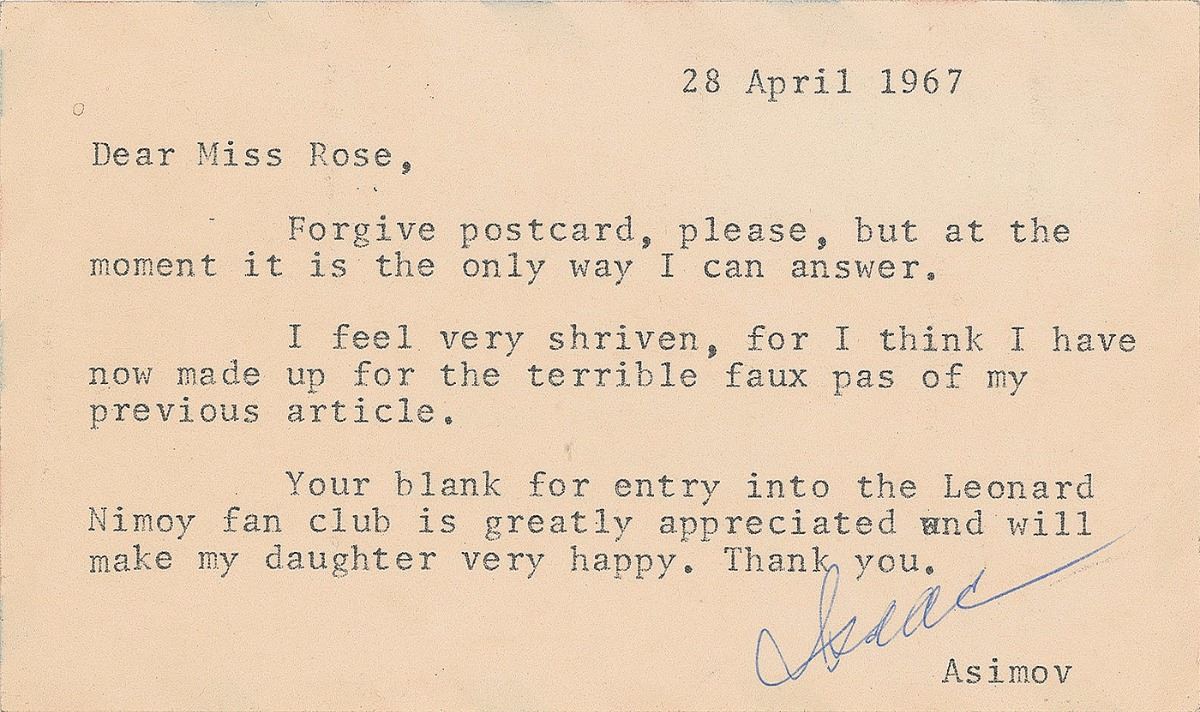 28 April 1967
Dear Miss Rose,
Forgive postcard, please, but at the
moment it is the only way I can answer.
I feel very shriven, for I think I have
now made up for the terrible faux pas of my
previous article.
Your blank for entry into the Leonard
Nimoy fan club is greatly appreciated and will
make my daughter very happy. Thank you.
Isaac
Asimov